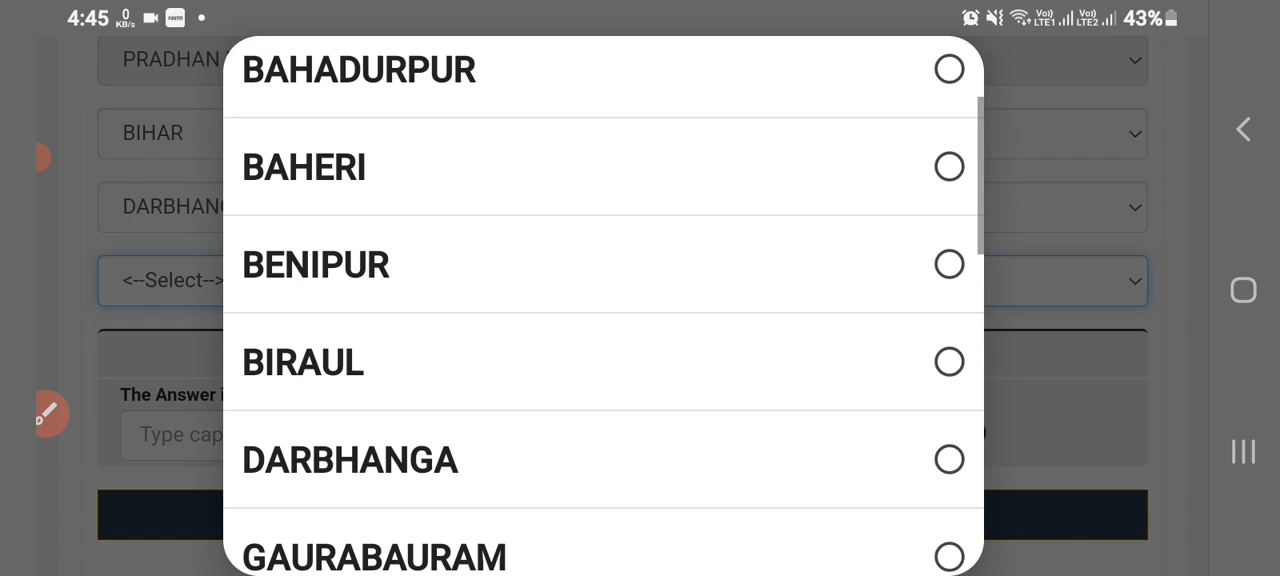 4:45 0 KB/s Vo)) LTE1 Vo)) LTE2 43%
PRADHAN
BIHAR
DARBHANG
<--Select-->
The Answer i
Type cap
BAHADURPUR
BAHERI
BENIPUR
BIRAUL
DARBHANGA
GAURABAURAM